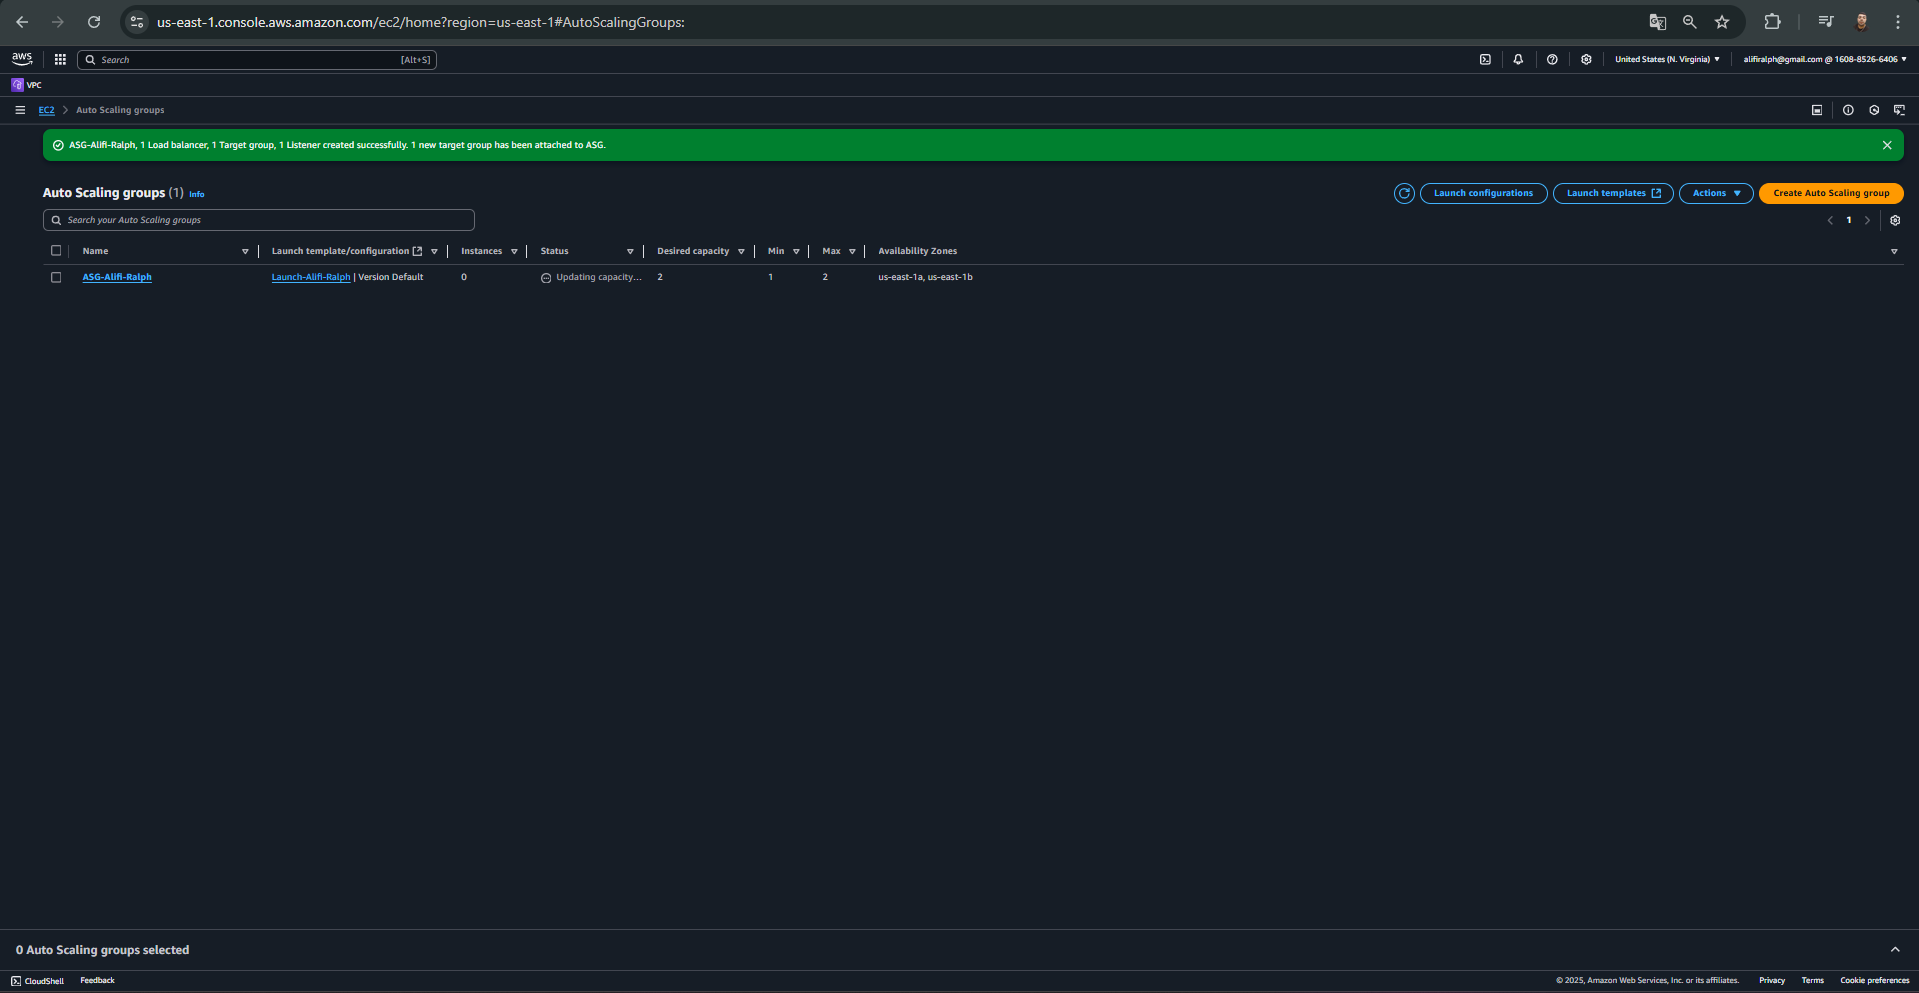 us-east-1.console.aws.amazon.com/ec2/home?region=us-east-1#AutoScalingGroups:
aws
Search [Alt+S]
United States (N. Virginia)
alifiralph@gmail.com @ 1608-8526-6406
VPC
EC2 > Auto Scaling groups
ASG-Alifi-Ralph, 1 Load balancer, 1 Target group, 1 Listener created successfully. 1 new target group has been attached to ASG.
Auto Scaling groups (1) Info
Launch configurations
Launch templates
Actions
Create Auto Scaling group
Search your Auto Scaling groups
1
Name Launch template/configuration Instances Status Desired capacity Min Max Availability Zones
ASG-Alifi-Ralph Launch-Alifi-Ralph | Version Default 0 Updating capacity... 2 1 2 us-east-1a, us-east-1b
0 Auto Scaling groups selected
CloudShell Feedback © 2025, Amazon Web Services, Inc. or its affiliates. Privacy Terms Cookie preferences